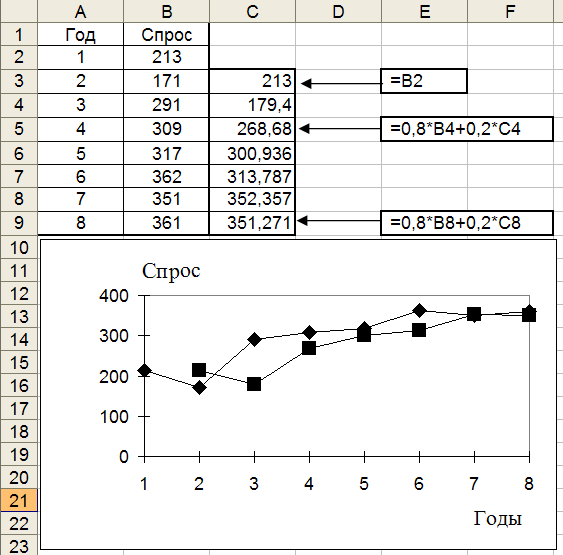 A B C D E F
1 Год Спрос
2 1 213
3 2 171 213 =B2
4 3 291 179,4
5 4 309 268,68 =0,8*B4+0,2*C4
6 5 317 300,936
7 6 362 313,787
8 7 351 352,357
9 8 361 351,271 =0,8*B8+0,2*C8
10
11 Спрос
12 400
13
14 300
15
16 200
17 100
18
19 0
20 1 2 3 4 5 6 7 8
21
22 Годы
23